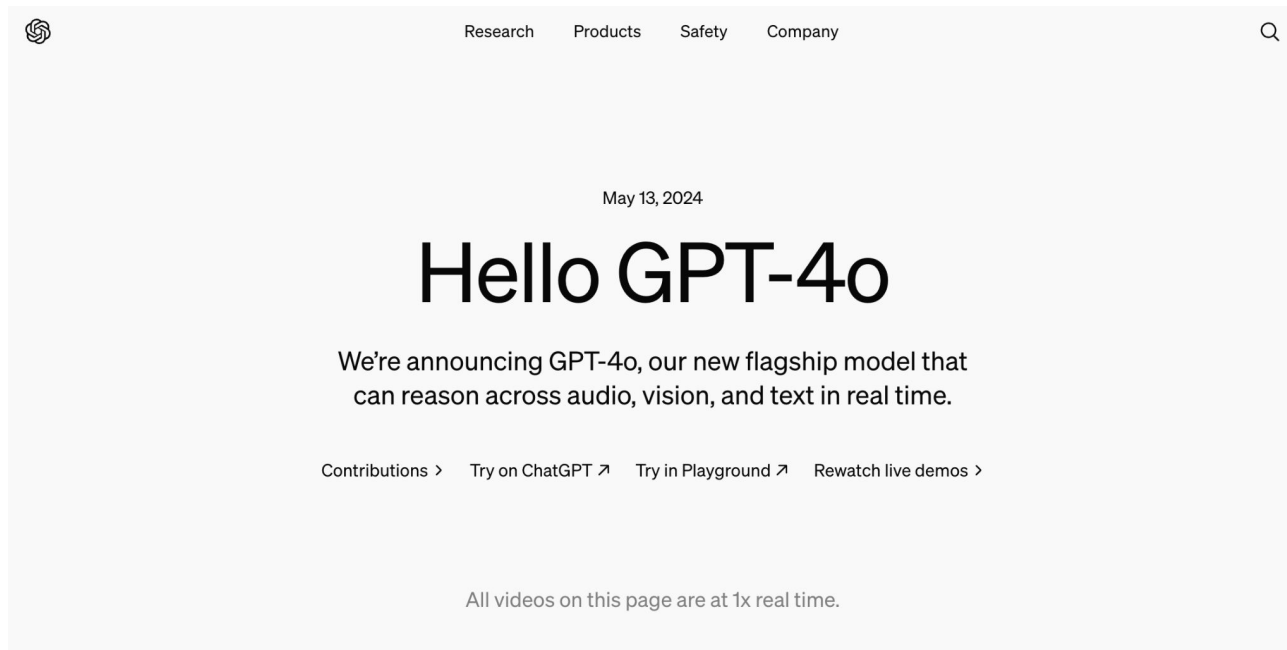 Research Products Safety Company
May 13, 2024
Hello GPT-4o
We’re announcing GPT-4o, our new flagship model that
can reason across audio, vision, and text in real time.
Contributions > Try on ChatGPT ↗ Try in Playground ↗ Rewatch live demos >
All videos on this page are at 1x real time.